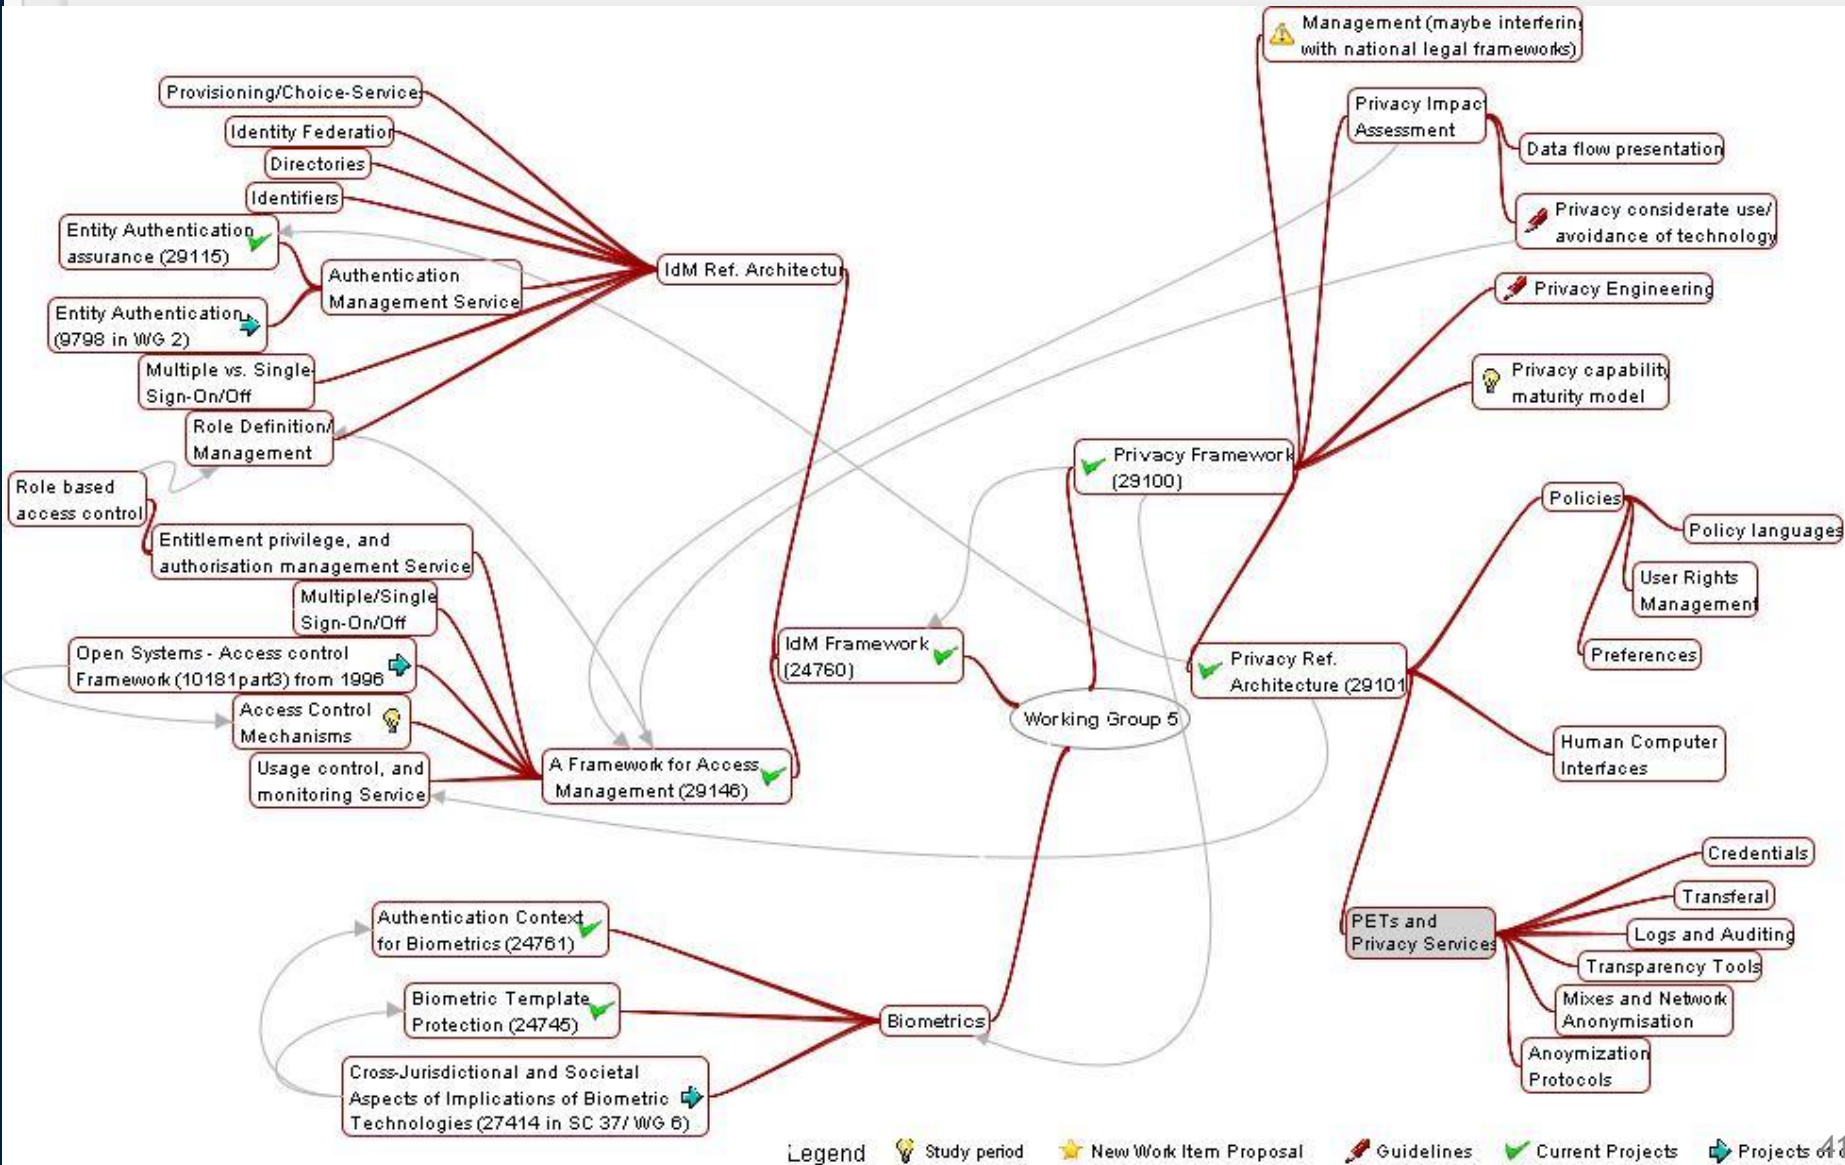 Management (maybe interfering
with national legal frameworks)
Provisioning/Choice-Service
Identity Federation
Directories
Identifiers
Entity Authentication
assurance (29115)
Authentication
Management Service
Entity Authentication
(9798 in WG 2)
Multiple vs. Single-
Sign-On/Off
Role Definition/
Management
IdM Ref. Architectur
Role based
access control
Entitlement privilege, and
authorisation management Service
Multiple/Single
Sign-On/Off
Open Systems - Access control
Framework (10181part3) from 1996
Access Control
Mechanisms
Usage control, and
monitoring Service
A Framework for Access
Management (29146)
IdM Framework
(24760)
Working Group 5
Privacy Framework
(29100)
Privacy Impact
Assessment
Data flow presentation
Privacy considerate use/
avoidance of technology
Privacy Engineering
Privacy capability
maturity model
Privacy Ref.
Architecture (29101
Policies
Policy languages
User Rights
Management
Preferences
Human Computer
Interfaces
PETs and
Privacy Services
Credentials
Transferal
Logs and Auditing
Transparency Tools
Mixes and Network
Anonymisation
Anoymization
Protocols
Authentication Context
for Biometrics (24761)
Biometric Template
Protection (24745)
Cross-Jurisdictional and Societal
Aspects of Implications of Biometric
Technologies (27414 in SC 37/ WG 6)
Biometrics
Legend Study period New Work Item Proposal Guidelines Current Projects Projects
41